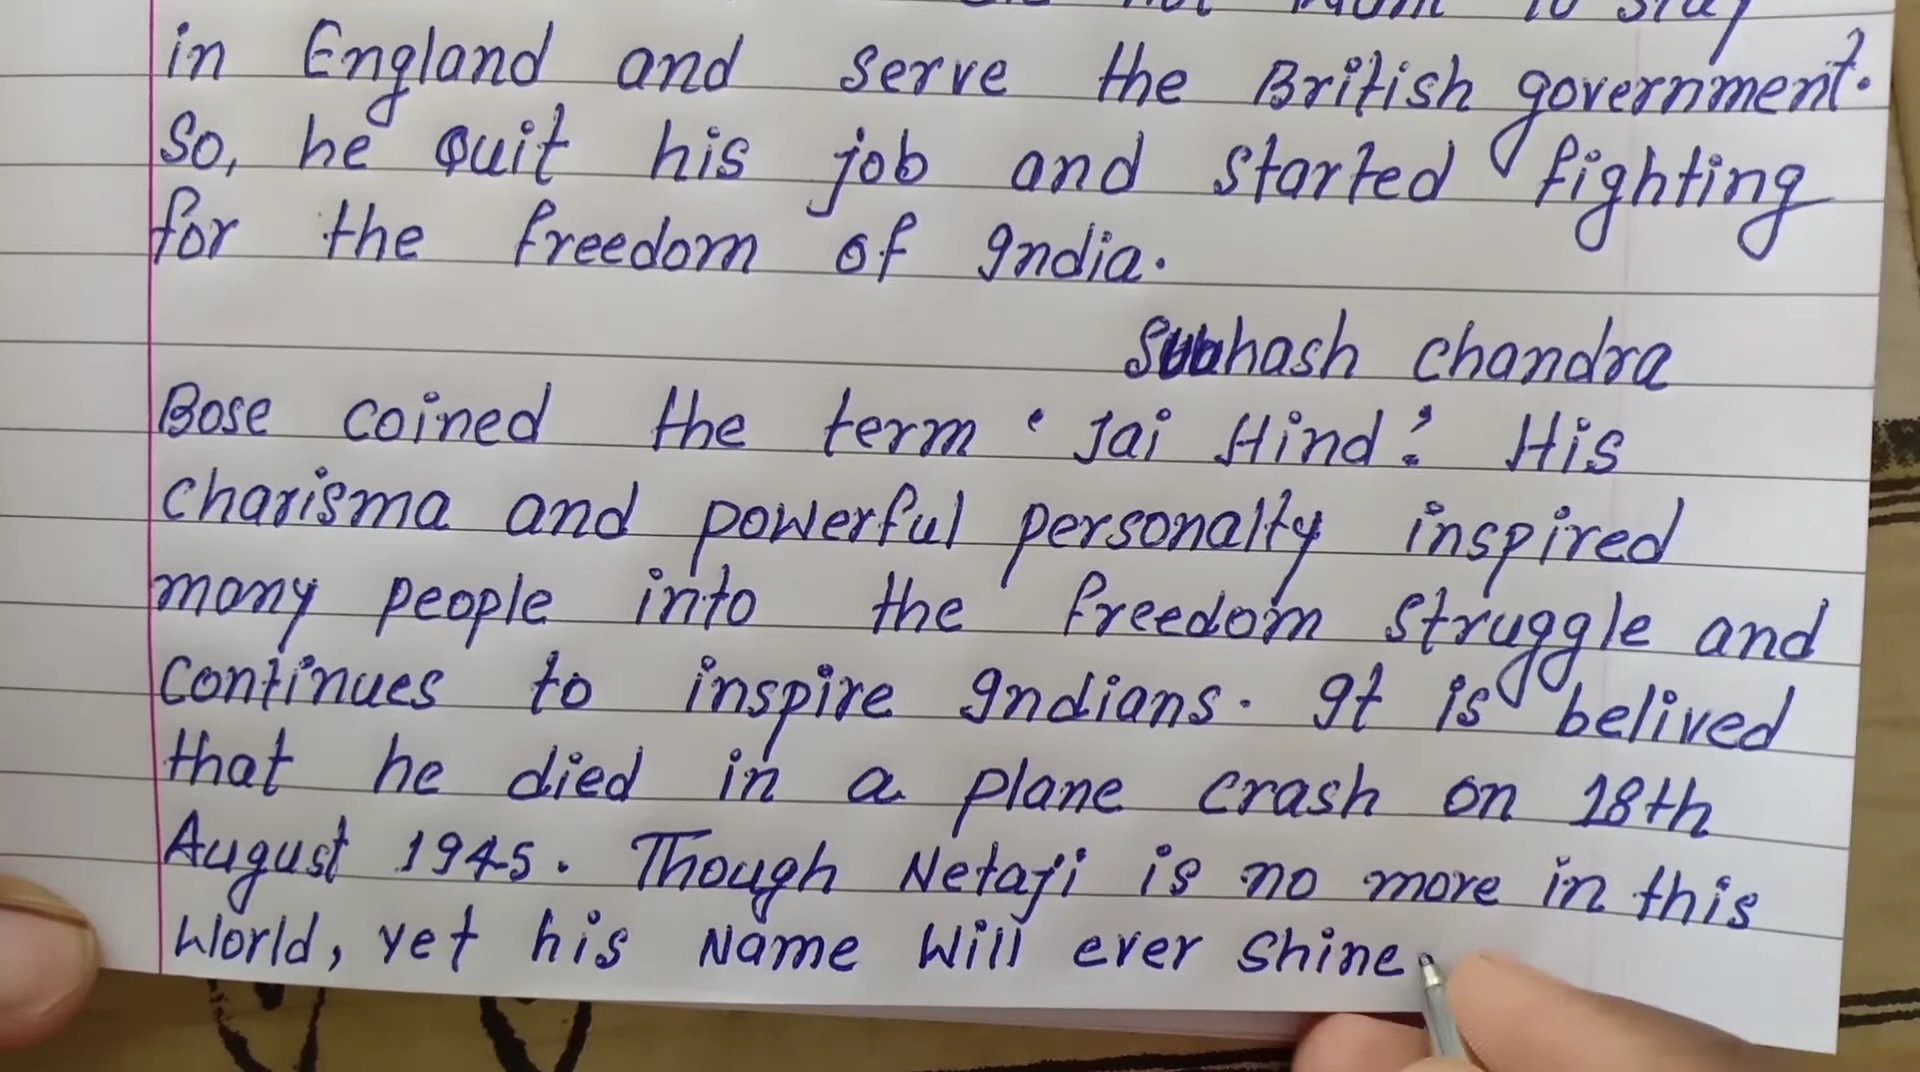 to stay
in England and serve the British government.
So, he quit his job and started fighting
for the freedom of India.
Subhash chandra
Bose coined the term 'Jai Hind'. His
charisma and powerful personalty inspired
many people into the freedom struggle and
continues to inspire Indians. It is belived
that he died in a plane crash on 18th
August 1945. Though Netaji is no more in this
World, yet his Name Will ever shine.